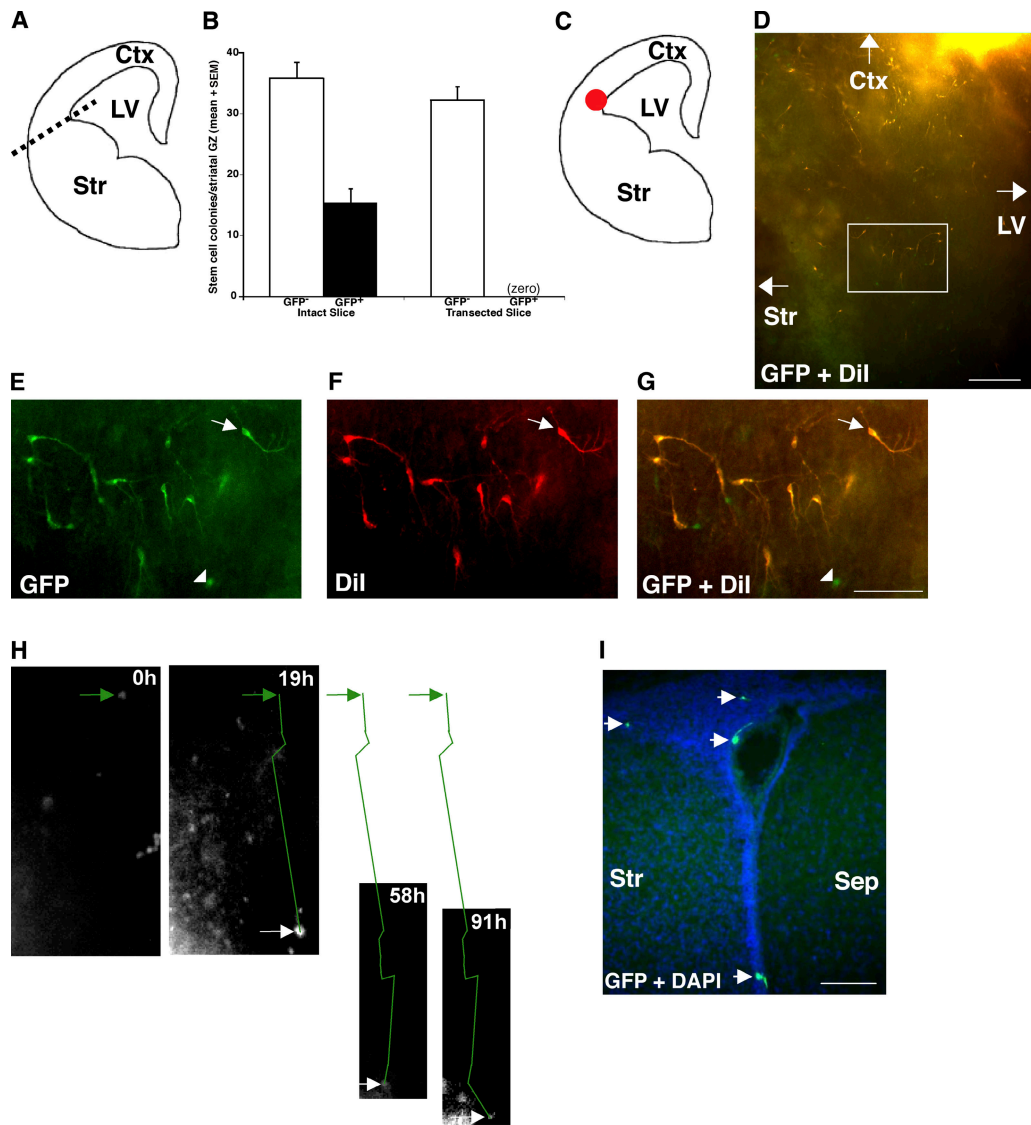 A
Ctx
LV
Str
B
Stem cell colonies/striatal GZ (mean + SEM)
40
30
20
10
0
(zero)
GFP- GFP+ GFP- GFP+
Intact Slice Transected Slice
C
Ctx
LV
Str
D
Ctx
LV
Str
GFP + DiI
E
GFP
F
DiI
G
GFP + DiI
H
0h
19h
58h
91h
I
Str
Sep
GFP + DAPI